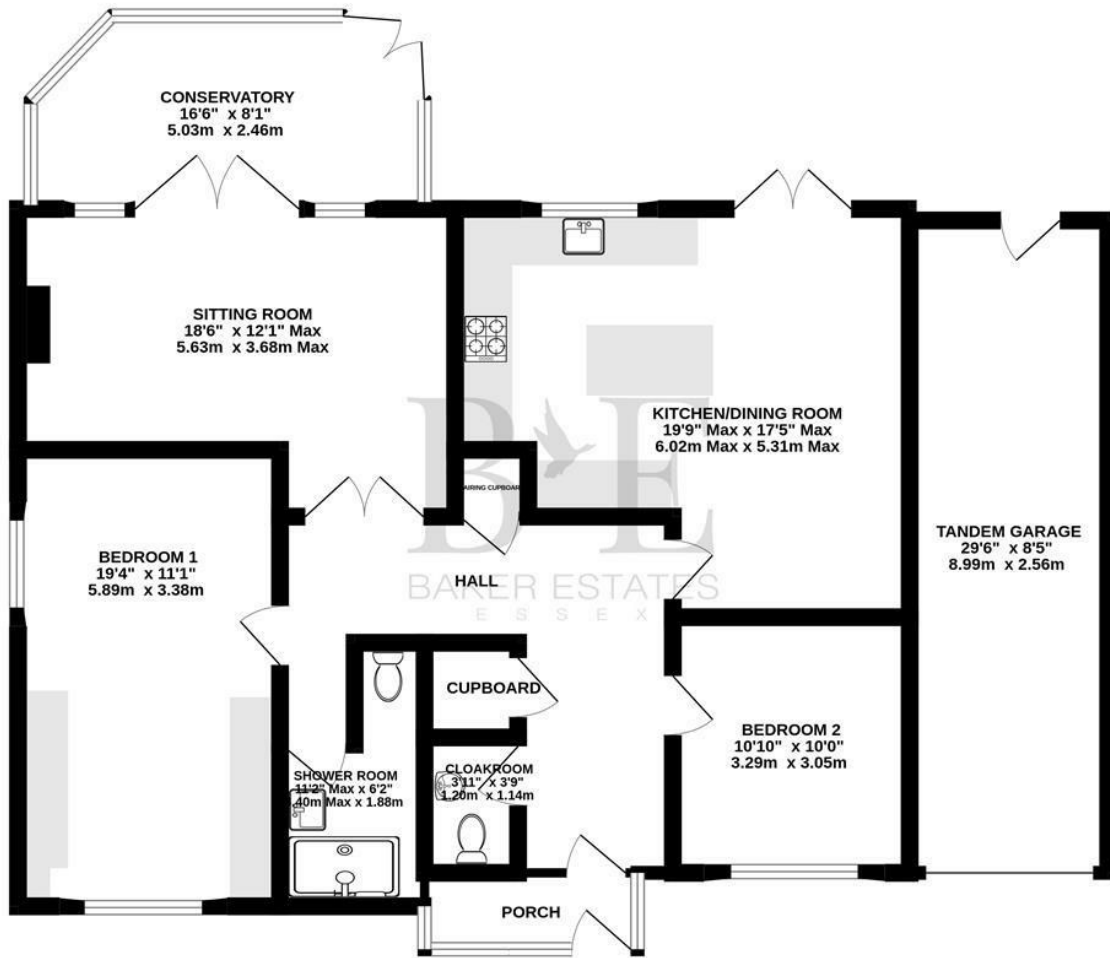 CONSERVATORY
16'6" x 8'1"
5.03m x 2.46m
SITTING ROOM
18'6" x 12'1" Max
5.63m x 3.68m Max
KITCHEN/DINING ROOM
19'9" Max x 17'5" Max
6.02m Max x 5.31m Max
B E
AIRING CUPBOARD
TANDEM GARAGE
29'6" x 8'5"
8.99m x 2.56m
BEDROOM 1
19'4" x 11'1"
5.89m x 3.38m
HALL
BAKER ESTATES
ESSEX
CUPBOARD
BEDROOM 2
10'10" x 10'0"
3.29m x 3.05m
SHOWER ROOM
11'2" Max x 6'2"
.40m Max x 1.88m
CLOAKROOM
3'11" x 3'9"
1.20m x 1.14m
PORCH